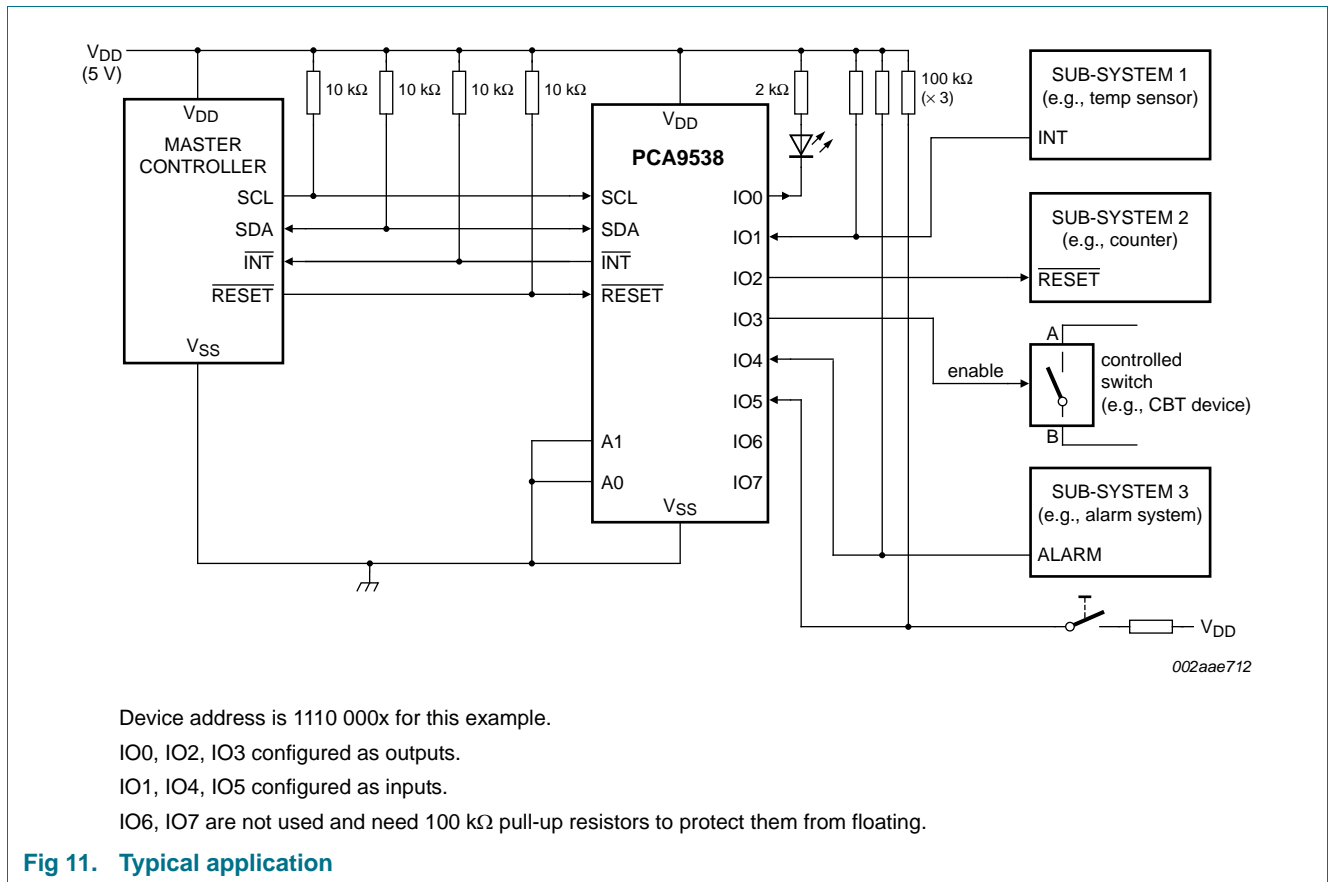 VDD
(5 V)
10 kΩ
10 kΩ
10 kΩ
10 kΩ
2 kΩ
100 kΩ
(× 3)
VDD
MASTER
CONTROLLER
SCL
SDA
INT
RESET
VSS
VDD
PCA9538
SCL
SDA
INT
RESET
A1
A0
VSS
IO0
IO1
IO2
IO3
IO4
IO5
IO6
IO7
SUB-SYSTEM 1
(e.g., temp sensor)
INT
SUB-SYSTEM 2
(e.g., counter)
RESET
enable
A
B
controlled
switch
(e.g., CBT device)
SUB-SYSTEM 3
(e.g., alarm system)
ALARM
VDD
002aae712
Device address is 1110 000x for this example.
IO0, IO2, IO3 configured as outputs.
IO1, IO4, IO5 configured as inputs.
IO6, IO7 are not used and need 100 kΩ pull-up resistors to protect them from floating.
Fig 11. Typical application